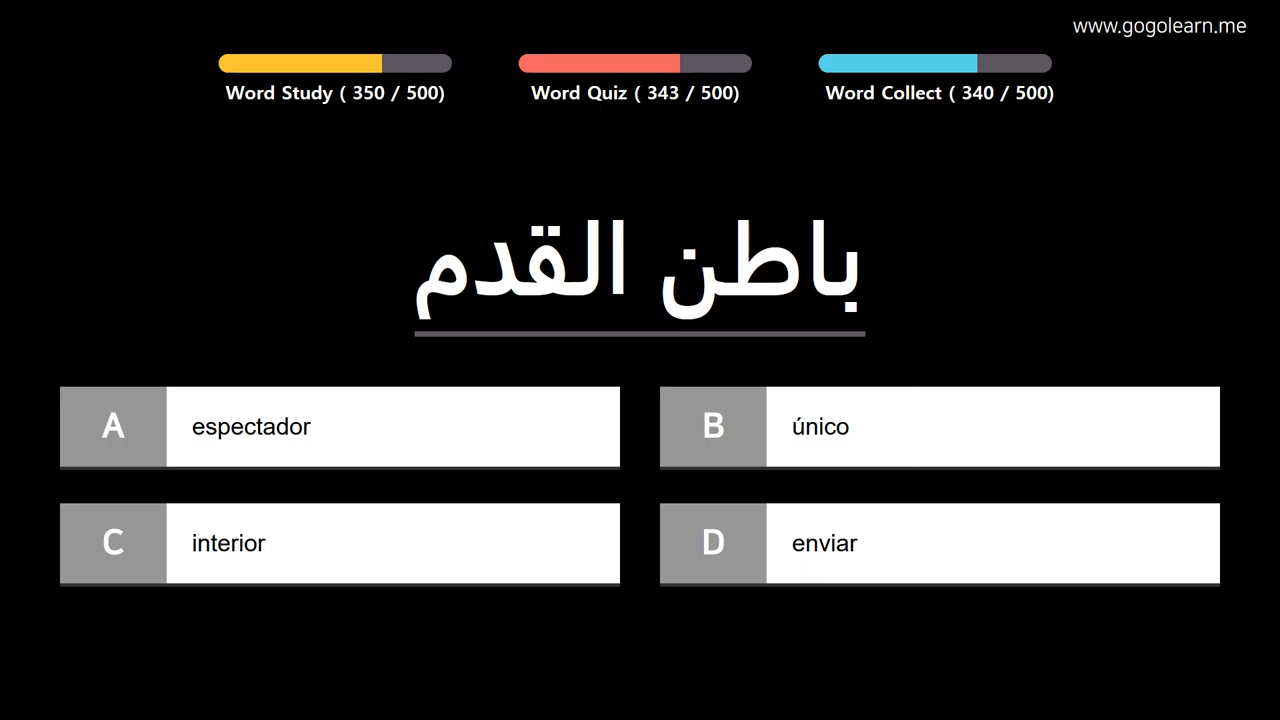 www.gogolearn.me
Word Study ( 350 / 500)
Word Quiz ( 343 / 500)
Word Collect ( 340 / 500)
باطن القدم
A espectador
B único
C interior
D enviar